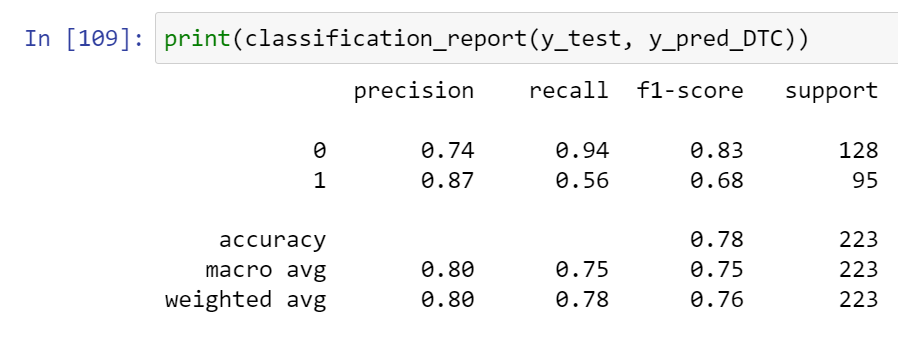 In [109]: print(classification_report(y_test, y_pred_DTC))
precision recall f1-score support
0 0.74 0.94 0.83 128
1 0.87 0.56 0.68 95
accuracy 0.78 223
macro avg 0.80 0.75 0.75 223
weighted avg 0.80 0.78 0.76 223